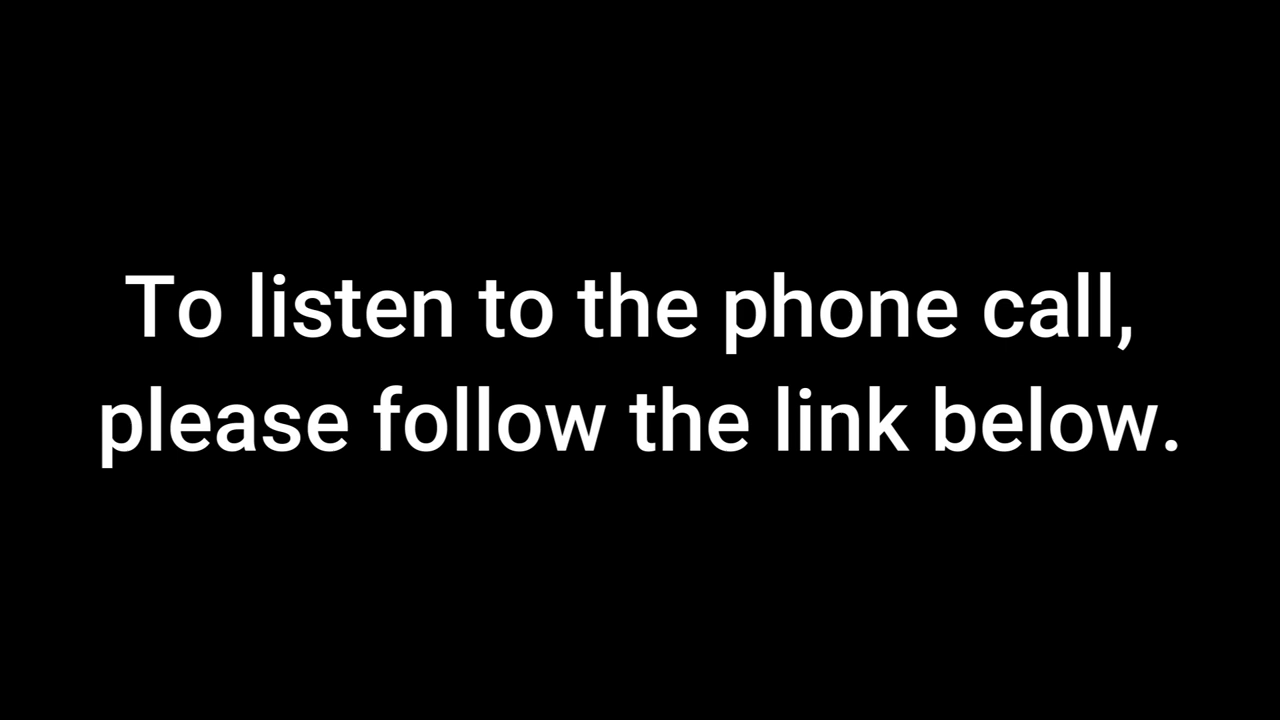 To listen to the phone call,
please follow the link below.